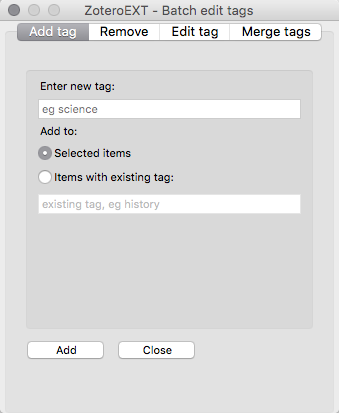 ZoteroEXT - Batch edit tags
Add tag Remove Edit tag Merge tags
Enter new tag:
eg science
Add to:
Selected items
Items with existing tag:
existing tag, eg history
Add Close